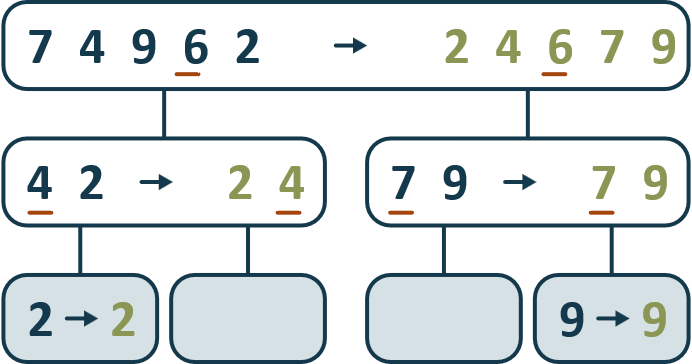 7 4 9 6 2 → 2 4 6 7 9
4 2 → 2 4
7 9 → 7 9
2 → 2
9 → 9